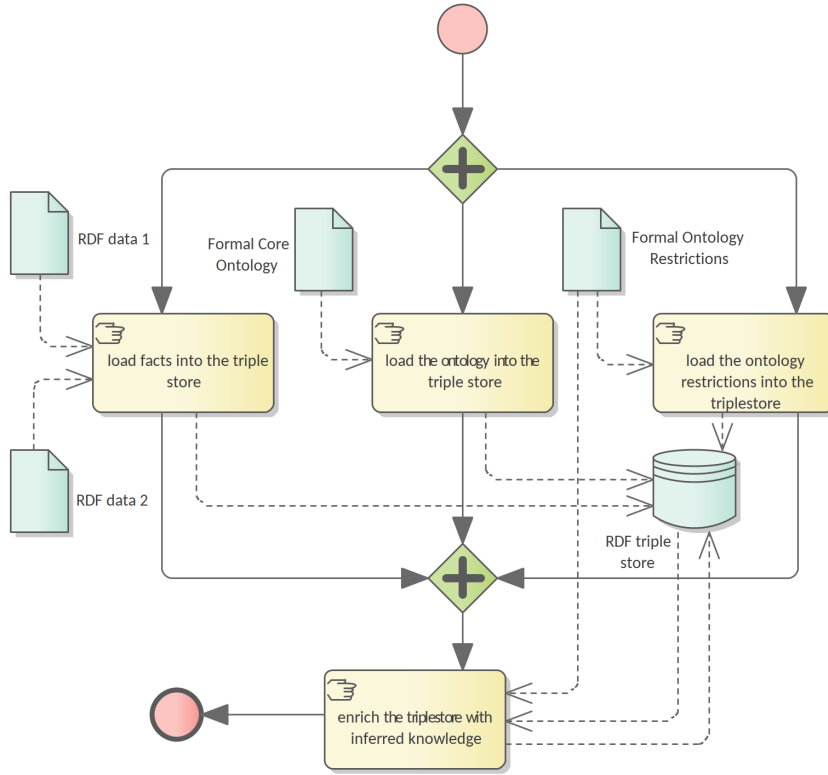 RDF data 1
Formal Core
Ontology
Formal Ontology
Restrictions
load facts into the triple
store
load the ontology into the
triple store
load the ontology
restrictions into the
triplestore
RDF data 2
RDF triple
store
enrich the triplestore with
inferred knowledge